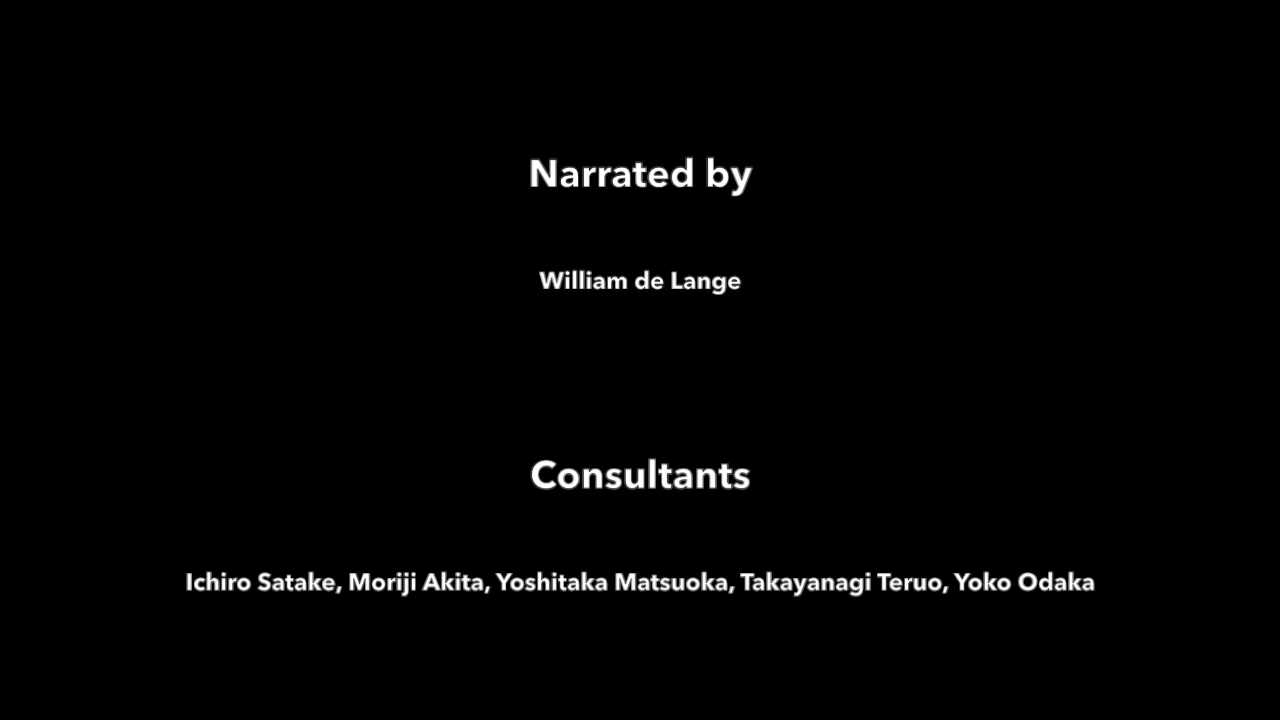 Narrated by
William de Lange
Consultants
Ichiro Satake, Moriji Akita, Yoshitaka Matsuoka, Takayanagi Teruo, Yoko Odaka